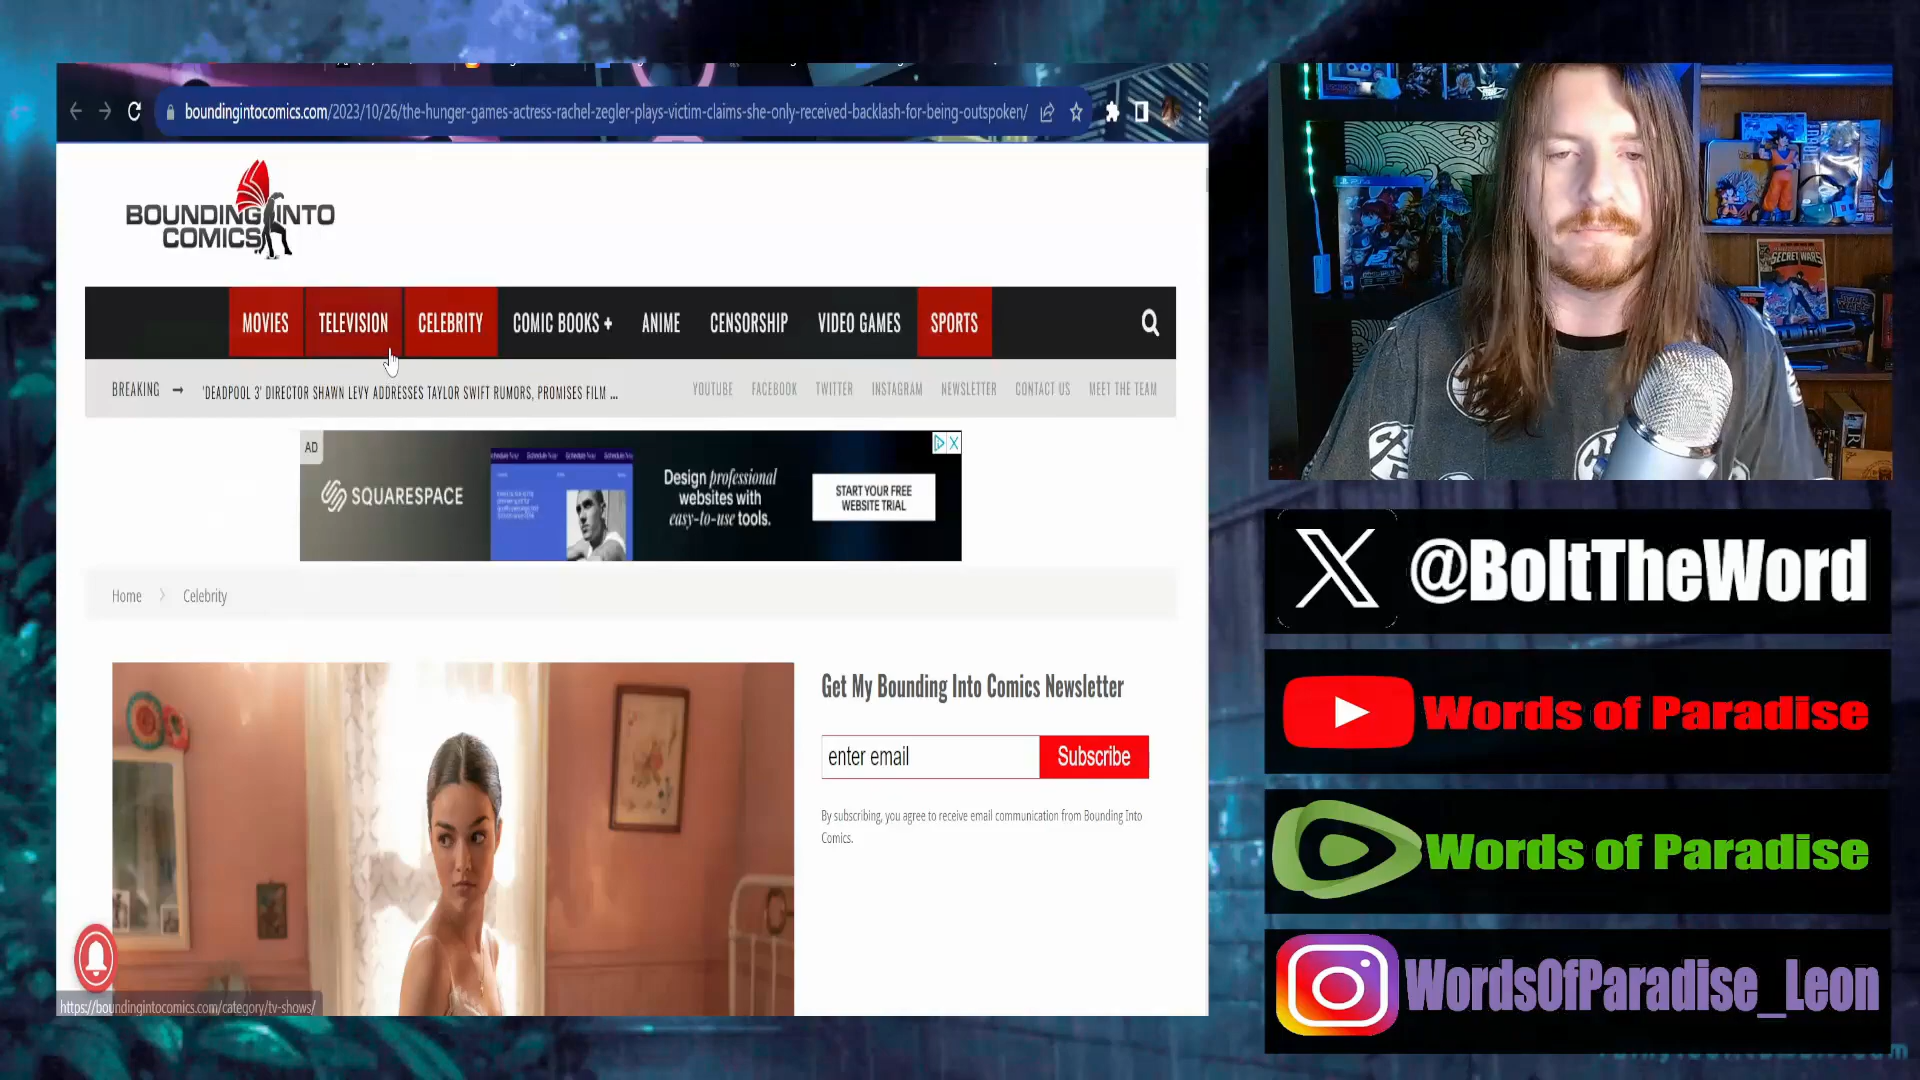 boundingintocomics.com/2023/10/26/the-hunger-games-actress-rachel-zegler-plays-victim-claims-she-only-received-backlash-for-being-outspoken/
BOUNDING INTO
COMICS
MOVIES TELEVISION CELEBRITY COMIC BOOKS + ANIME CENSORSHIP VIDEO GAMES SPORTS
BREAKING → 'DEADPOOL 3' DIRECTOR SHAWN LEVY ADDRESSES TAYLOR SWIFT RUMORS, PROMISES FILM ... YOUTUBE FACEBOOK TWITTER INSTAGRAM NEWSLETTER CONTACT US MEET THE TEAM
AD
SQUARESPACE
Design professional
websites with
easy-to-use tools.
START YOUR FREE
WEBSITE TRIAL
Home > Celebrity
Get My Bounding Into Comics Newsletter
enter email Subscribe
By subscribing, you agree to receive email communication from Bounding Into
Comics.
https://boundingintocomics.com/category/tv-shows/
SECRET WARS
@BoltTheWord
Words of Paradise
Words of Paradise
WordsOfParadise_Leon